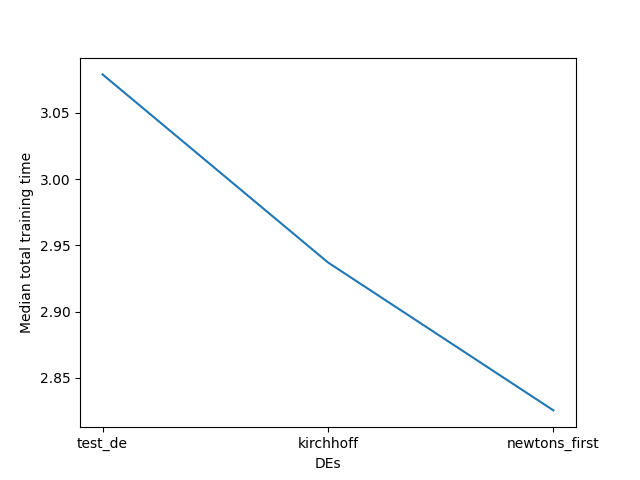 Median total training time
3.05
3.00
2.95
2.90
2.85
test_de kirchhoff newtons_first
DEs